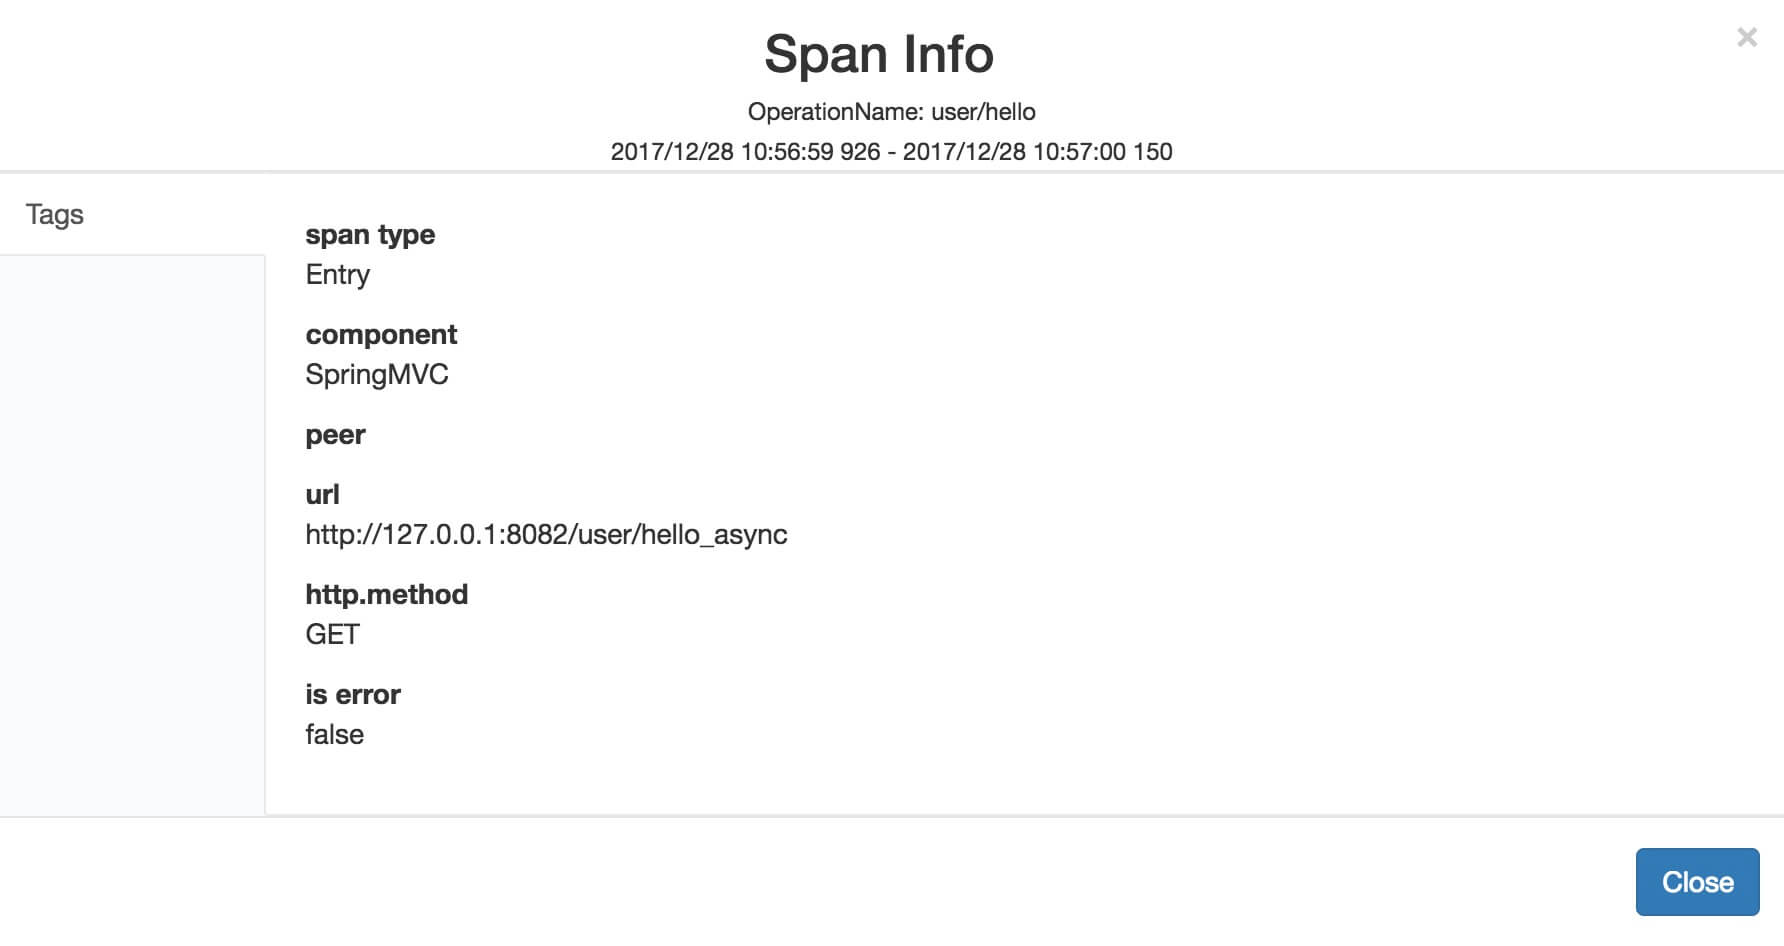 Span Info
×
OperationName: user/hello
2017/12/28 10:56:59 926 - 2017/12/28 10:57:00 150
Tags
span type
Entry
component
SpringMVC
peer
url
http://127.0.0.1:8082/user/hello_async
http.method
GET
is error
false
Close